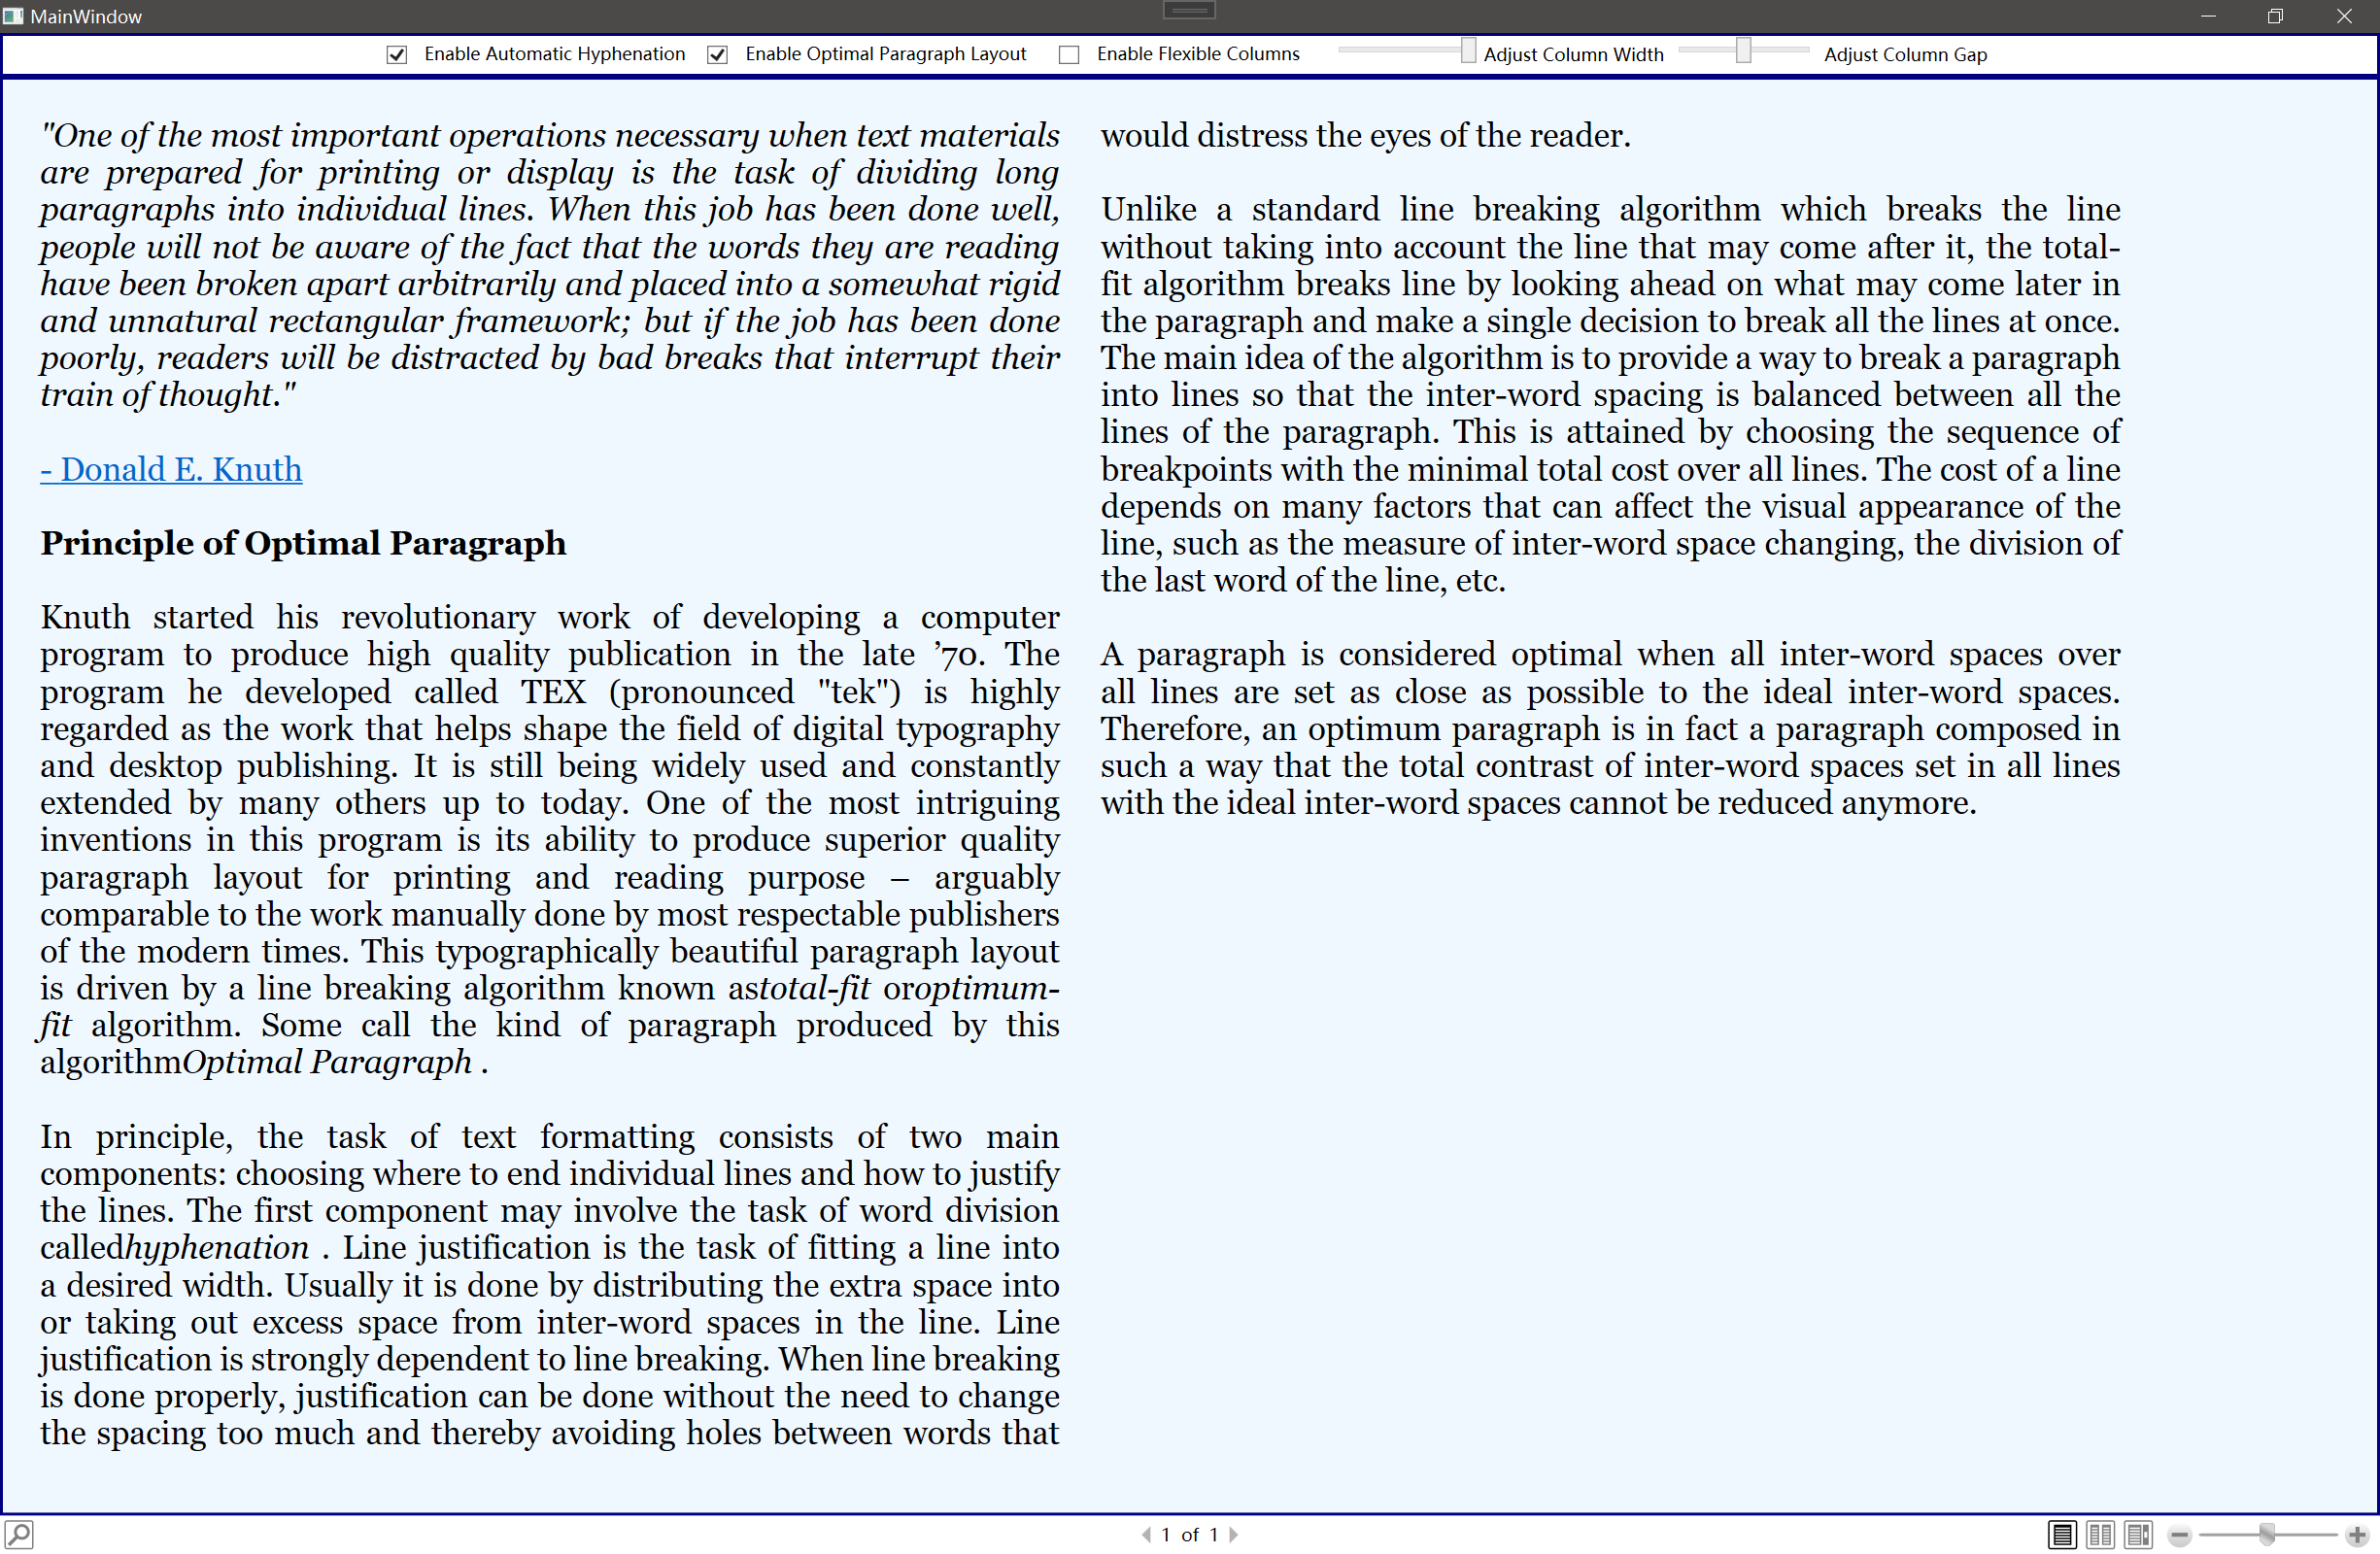 MainWindow
Enable Automatic Hyphenation
Enable Optimal Paragraph Layout
Enable Flexible Columns
Adjust Column Width
Adjust Column Gap
"One of the most important operations necessary when text materials
are prepared for printing or display is the task of dividing long
paragraphs into individual lines. When this job has been done well,
people will not be aware of the fact that the words they are reading
have been broken apart arbitrarily and placed into a somewhat rigid
and unnatural rectangular framework; but if the job has been done
poorly, readers will be distracted by bad breaks that interrupt their
train of thought."
- Donald E. Knuth
Principle of Optimal Paragraph
Knuth started his revolutionary work of developing a computer
program to produce high quality publication in the late ’70. The
program he developed called TEX (pronounced "tek") is highly
regarded as the work that helps shape the field of digital typography
and desktop publishing. It is still being widely used and constantly
extended by many others up to today. One of the most intriguing
inventions in this program is its ability to produce superior quality
paragraph layout for printing and reading purpose – arguably
comparable to the work manually done by most respectable publishers
of the modern times. This typographically beautiful paragraph layout
is driven by a line breaking algorithm known astotal-fit oroptimum-
fit algorithm. Some call the kind of paragraph produced by this
algorithmOptimal Paragraph .
In principle, the task of text formatting consists of two main
components: choosing where to end individual lines and how to justify
the lines. The first component may involve the task of word division
calledhyphenation . Line justification is the task of fitting a line into
a desired width. Usually it is done by distributing the extra space into
or taking out excess space from inter-word spaces in the line. Line
justification is strongly dependent to line breaking. When line breaking
is done properly, justification can be done without the need to change
the spacing too much and thereby avoiding holes between words that
would distress the eyes of the reader.
Unlike a standard line breaking algorithm which breaks the line
without taking into account the line that may come after it, the total-
fit algorithm breaks line by looking ahead on what may come later in
the paragraph and make a single decision to break all the lines at once.
The main idea of the algorithm is to provide a way to break a paragraph
into lines so that the inter-word spacing is balanced between all the
lines of the paragraph. This is attained by choosing the sequence of
breakpoints with the minimal total cost over all lines. The cost of a line
depends on many factors that can affect the visual appearance of the
line, such as the measure of inter-word space changing, the division of
the last word of the line, etc.
A paragraph is considered optimal when all inter-word spaces over
all lines are set as close as possible to the ideal inter-word spaces.
Therefore, an optimum paragraph is in fact a paragraph composed in
such a way that the total contrast of inter-word spaces set in all lines
with the ideal inter-word spaces cannot be reduced anymore.
1 of 1